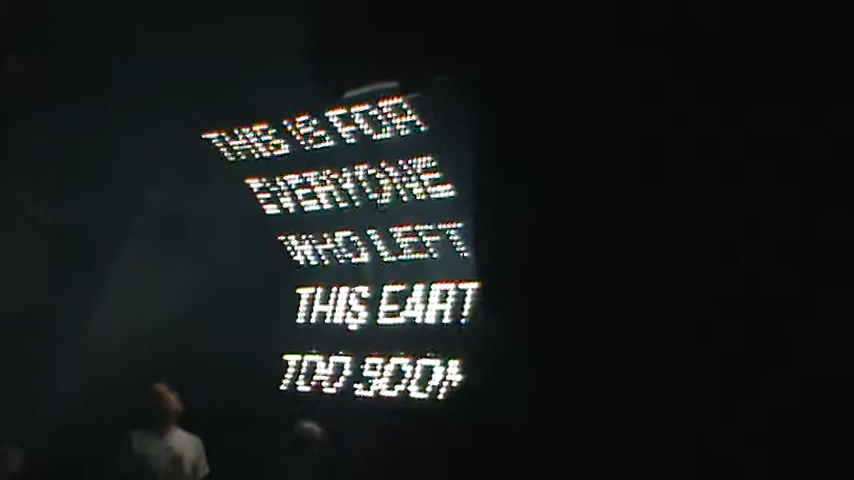 THIS IS FOR
EVERYONE
WHO LEFT
THIS EART
TOO SOON